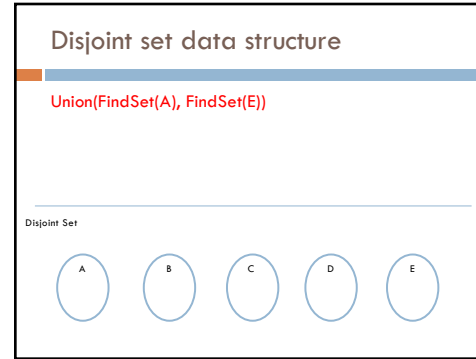 Disjoint set data structure
Union(FindSet(A), FindSet(E))
Disjoint Set
A B C D E